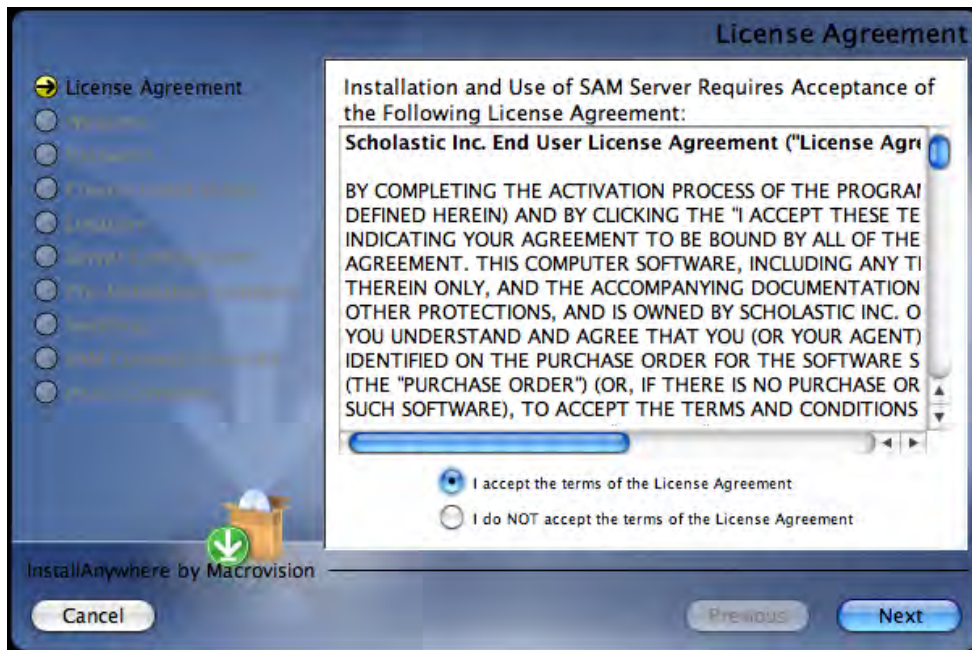 License Agreement
License Agreement
Installation and Use of SAM Server Requires Acceptance of
the Following License Agreement:
Scholastic Inc. End User License Agreement ("License Agre
BY COMPLETING THE ACTIVATION PROCESS OF THE PROGRAM
DEFINED HEREIN) AND BY CLICKING THE "I ACCEPT THESE TE
INDICATING YOUR AGREEMENT TO BE BOUND BY ALL OF THE
AGREEMENT. THIS COMPUTER SOFTWARE, INCLUDING ANY
THEREIN ONLY, AND THE ACCOMPANYING DOCUMENTATION
OTHER PROTECTIONS, AND IS OWNED BY SCHOLASTIC INC. O
YOU UNDERSTAND AND AGREE THAT YOU (OR YOUR AGENT)
IDENTIFIED ON THE PURCHASE ORDER FOR THE SOFTWARE S
(THE "PURCHASE ORDER") (OR, IF THERE IS NO PURCHASE OR
SUCH SOFTWARE), TO ACCEPT THE TERMS AND CONDITIONS
I accept the terms of the License Agreement
I do NOT accept the terms of the License Agreement
InstallAnywhere by Macrovision
Cancel
Previous
Next